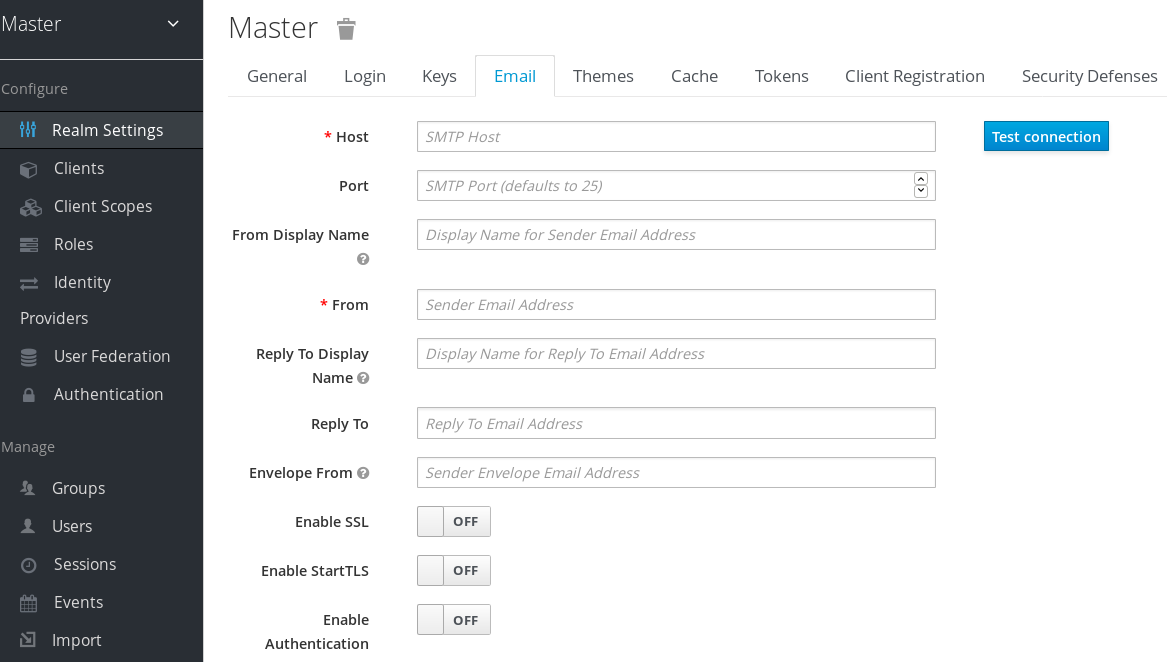 Master
Configure
Realm Settings
Clients
Client Scopes
Roles
Identity
Providers
User Federation
Authentication
Manage
Groups
Users
Sessions
Events
Import
Master
General Login Keys Email Themes Cache Tokens Client Registration Security Defenses
* Host SMTP Host Test connection
Port SMTP Port (defaults to 25)
From Display Name Display Name for Sender Email Address
?
* From Sender Email Address
Reply To Display Display Name for Reply To Email Address
Name ?
Reply To Reply To Email Address
Envelope From ? Sender Envelope Email Address
Enable SSL OFF
Enable StartTLS OFF
Enable OFF
Authentication